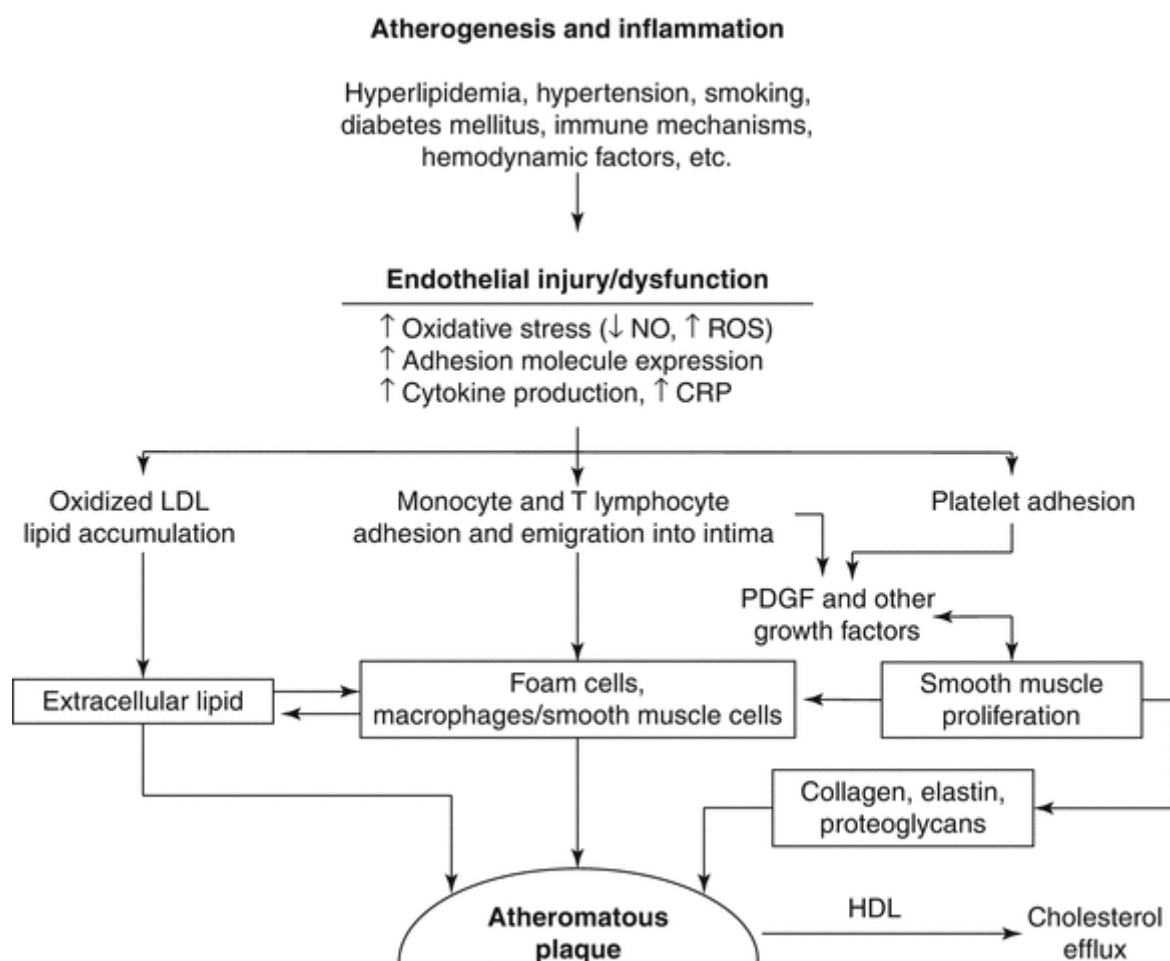 Atherogenesis and inflammation
Hyperlipidemia, hypertension, smoking,
diabetes mellitus, immune mechanisms,
hemodynamic factors, etc.
Endothelial injury/dysfunction
↑ Oxidative stress (↓ NO, ↑ ROS)
↑ Adhesion molecule expression
↑ Cytokine production, ↑ CRP
Oxidized LDL
lipid accumulation
Monocyte and T lymphocyte
adhesion and emigration into intima
Platelet adhesion
PDGF and other
growth factors
Extracellular lipid
Foam cells,
macrophages/smooth muscle cells
Smooth muscle
proliferation
Collagen, elastin,
proteoglycans
Atheromatous
plaque
HDL
Cholesterol
efflux